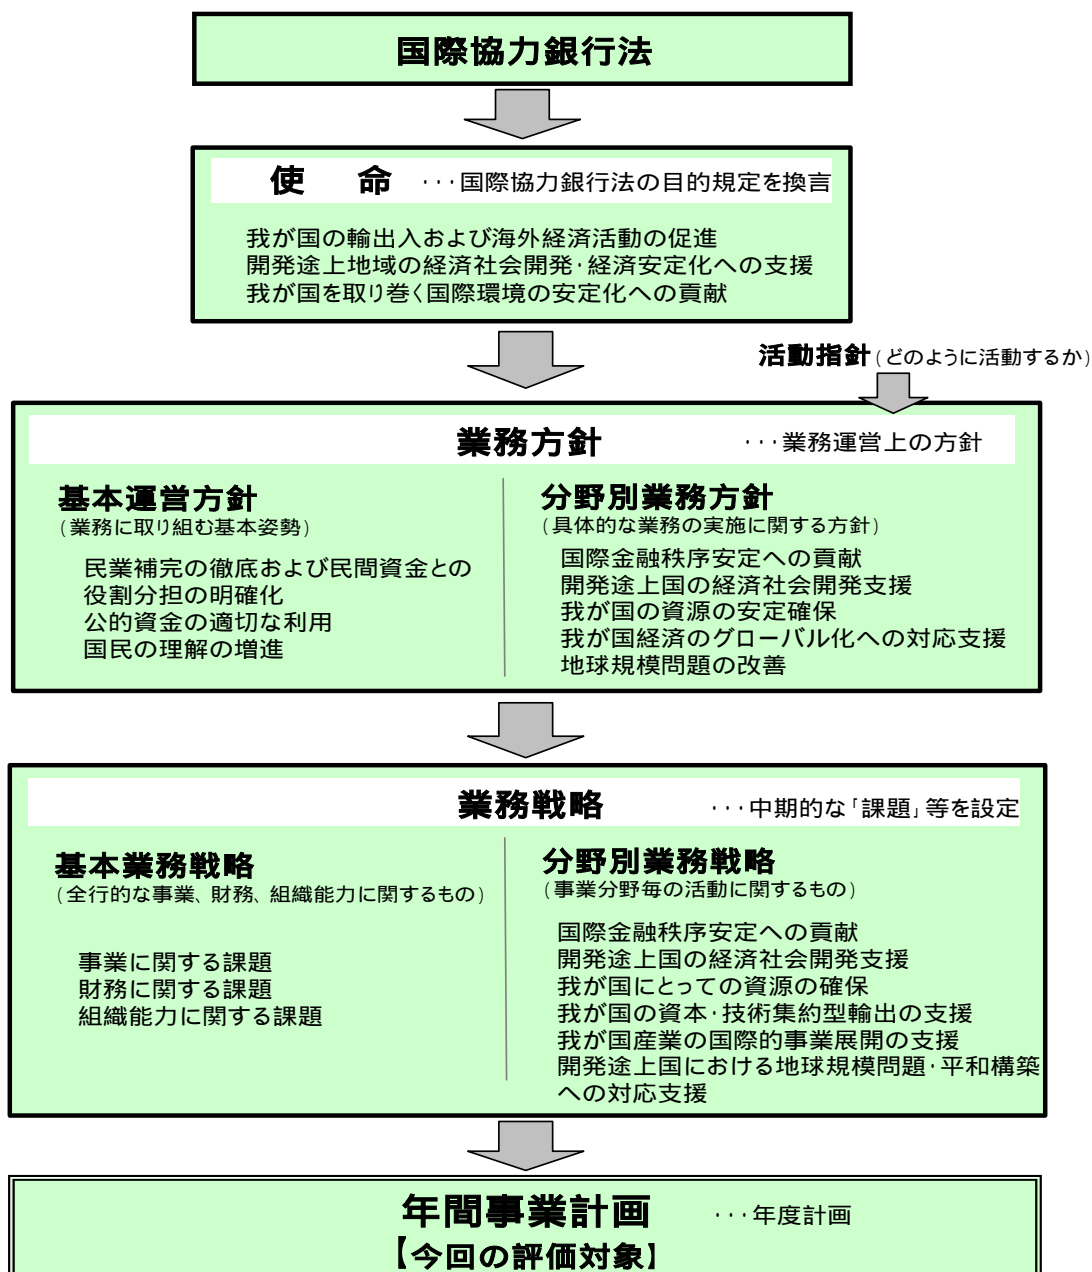 国際協力銀行法
使 命 ・・・国際協力銀行法の目的規定を換言
我が国の輸出入および海外経済活動の促進
開発途上地域の経済社会開発・経済安定化への支援
我が国を取り巻く国際環境の安定化への貢献
活動指針(どのように活動するか)
業務方針 ・・・業務運営上の方針
基本運営方針
(業務に取り組む基本姿勢)
民業補完の徹底および民間資金との
役割分担の明確化
公的資金の適切な利用
国民の理解の増進
分野別業務方針
(具体的な業務の実施に関する方針)
国際金融秩序安定への貢献
開発途上国の経済社会開発支援
我が国の資源の安定確保
我が国経済のグローバル化への対応支援
地球規模問題の改善
業務戦略 ・・・中期的な「課題」等を設定
基本業務戦略
(全行的な事業、財務、組織能力に関するもの)
事業に関する課題
財務に関する課題
組織能力に関する課題
分野別業務戦略
(事業分野毎の活動に関するもの)
国際金融秩序安定への貢献
開発途上国の経済社会開発支援
我が国にとっての資源の確保
我が国の資本・技術集約型輸出の支援
我が国産業の国際的事業展開の支援
開発途上国における地球規模問題・平和構築
への対応支援
年間事業計画 ・・・年度計画
【今回の評価対象】